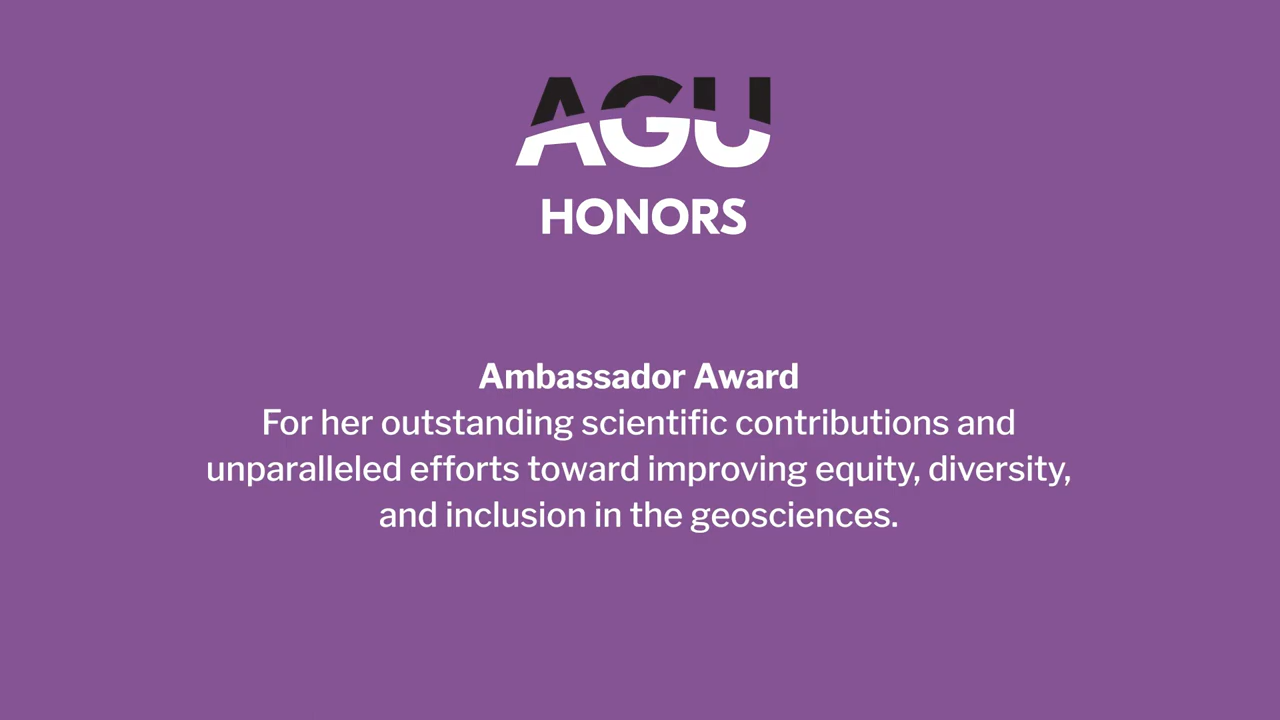 AGU
HONORS
Ambassador Award
For her outstanding scientific contributions and
unparalleled efforts toward improving equity, diversity,
and inclusion in the geosciences.